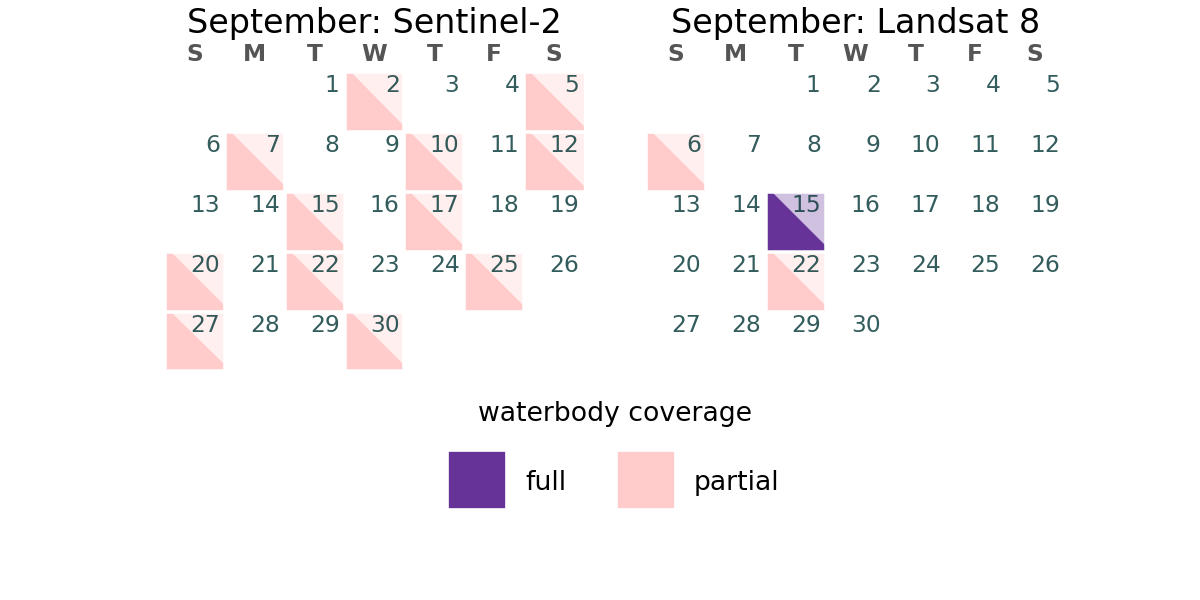 September: Sentinel-2
S M T W T F S
1 2 3 4 5
6 7 8 9 10 11 12
13 14 15 16 17 18 19
20 21 22 23 24 25 26
27 28 29 30
September: Landsat 8
S M T W T F S
1 2 3 4 5
6 7 8 9 10 11 12
13 14 15 16 17 18 19
20 21 22 23 24 25 26
27 28 29 30
waterbody coverage
full
partial